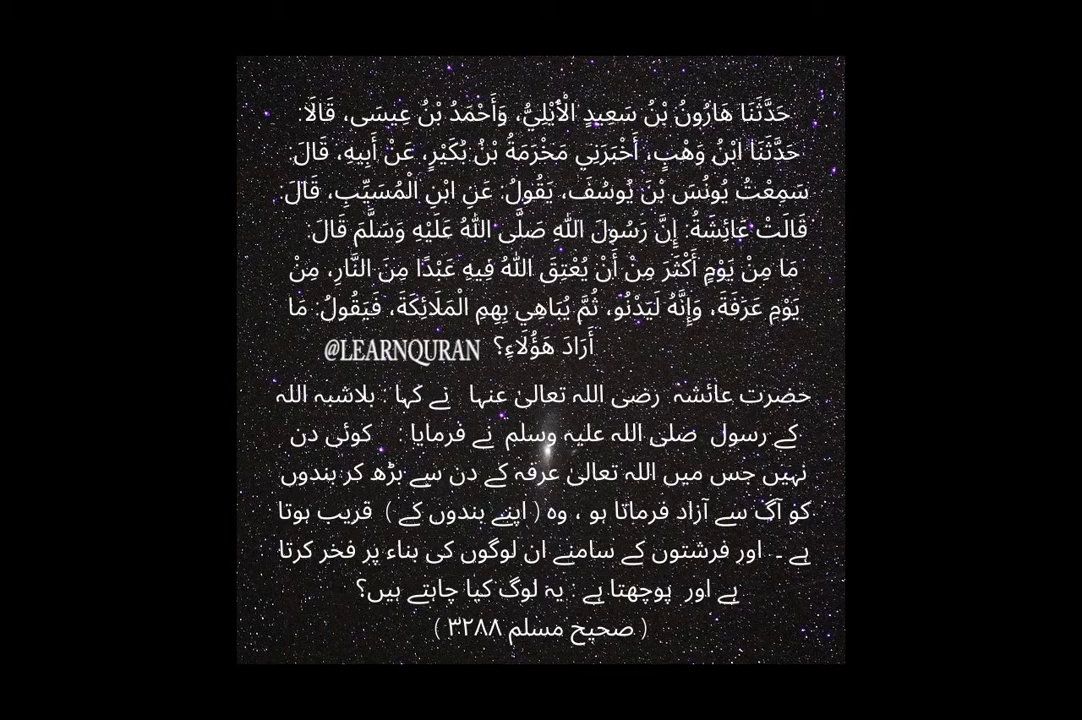 حَدَّثَنَا هَارُونُ بْنُ سَعِيدٍ الْأَيْلِيُّ، وَأَحْمَدُ بْنُ عِيسَى، قَالَا:
حَدَّثَنَا ابْنُ وَهْبٍ، أَخْبَرَنِي مَخْرَمَةُ بْنُ بُكَيْرٍ، عَنْ أَبِيهِ، قَالَ:
سَمِعْتُ يُونُسَ بْنَ يُوسُفَ، يَقُولُ: عَنِ ابْنِ الْمُسَيِّبِ، قَالَ:
قَالَتْ عَائِشَةُ: إِنَّ رَسُولَ اللهِ صَلَّى اللهُ عَلَيْهِ وَسَلَّمَ قَالَ:
مَا مِنْ يَوْمٍ أَكْثَرَ مِنْ أَنْ يُعْتِقَ اللهُ فِيهِ عَبْدًا مِنَ النَّارِ، مِنْ
يَوْمِ عَرَفَةَ، وَإِنَّهُ لَيَدْنُو، ثُمَّ يُبَاهِي بِهِمِ الْمَلَائِكَةَ، فَيَقُولُ: مَا
أَرَادَ هَؤُلَاءِ؟ @LEARNQURAN
حضرت عائشہ رضی اللہ تعالیٰ عنہا نے کہا : بلاشبہ اللہ
کے رسول صلی اللہ علیہ وسلم نے فرمایا : کوئی دن
نہیں جس میں اللہ تعالیٰ عرفہ کے دن سے بڑھ کر بندوں
کو آگ سے آزاد فرماتا ہو ، وہ ( اپنے بندوں کے ) قریب ہوتا
ہے ۔ اور فرشتوں کے سامنے ان لوگوں کی بناء پر فخر کرتا
ہے اور پوچھتا ہے : یہ لوگ کیا چاہتے ہیں؟
( صحیح مسلم ۳۲۸۸ )